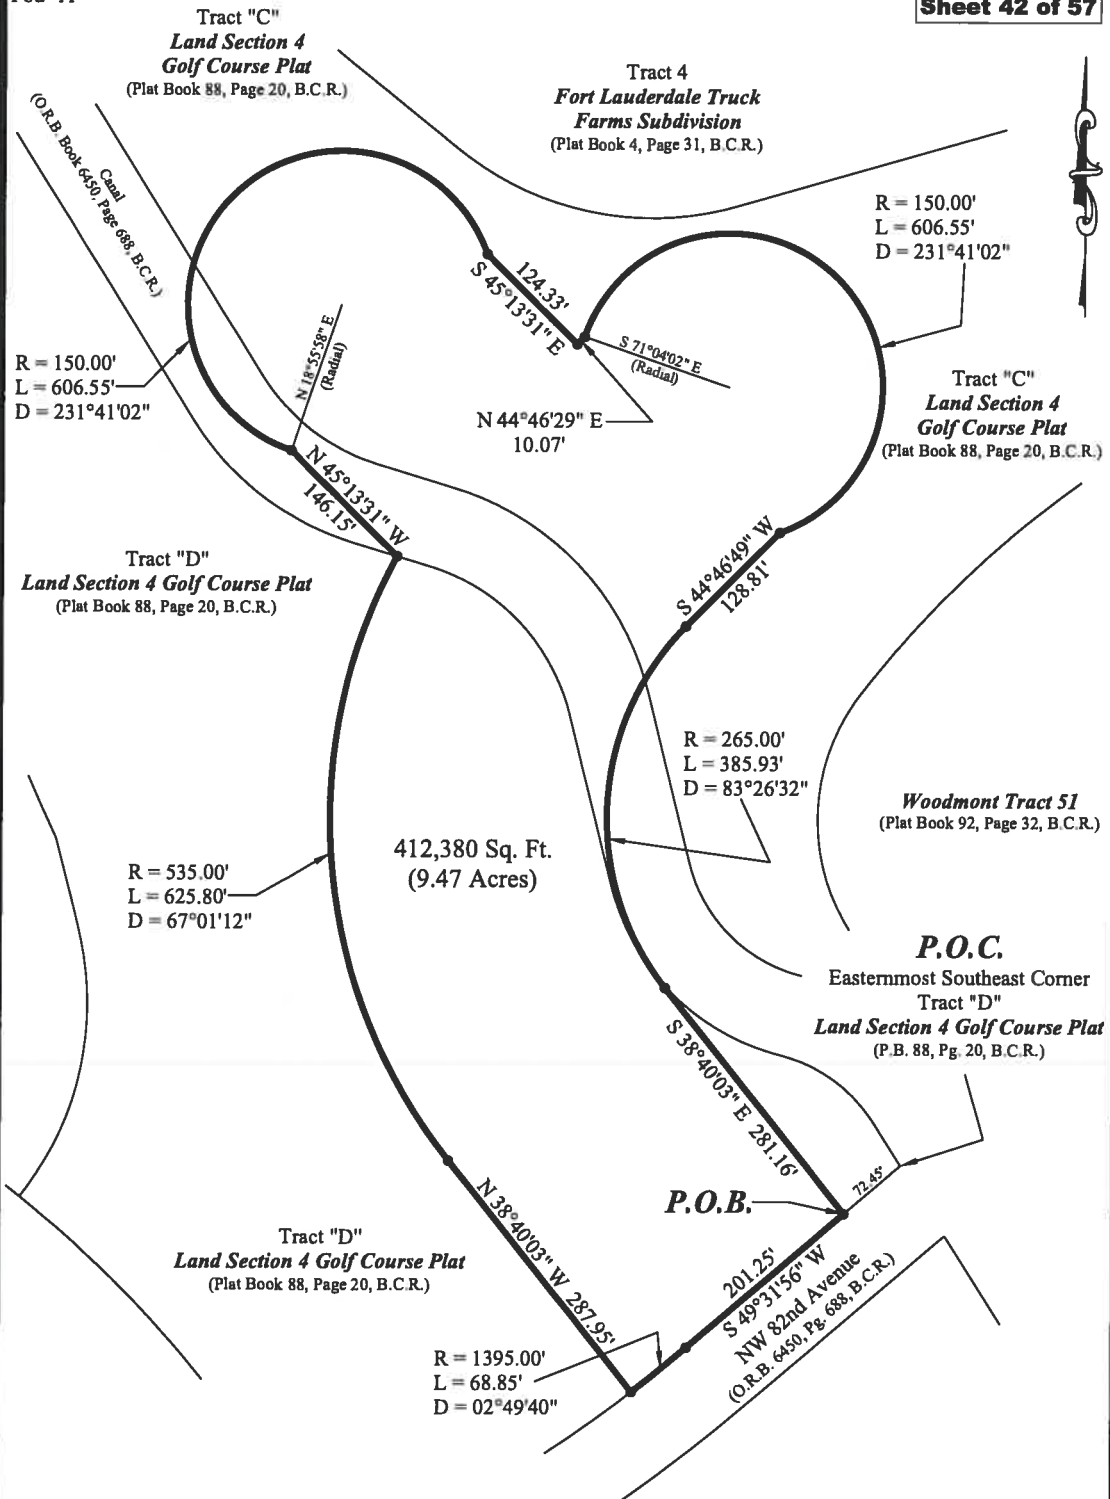 Sheet 42 of 57
Tract "C"
Land Section 4
Golf Course Plat
(Plat Book 88, Page 20, B.C.R.)
Tract 4
Fort Lauderdale Truck
Farms Subdivision
(Plat Book 4, Page 31, B.C.R.)
Canal
(O.R.B. Book 6450, Page 688, B.C.R.)
R = 150.00'
L = 606.55'
D = 231°41'02"
124.33'
S 45°13'31" E
N 18°55'58" E
(Radial)
S 71°04'02" E
(Radial)
R = 150.00'
L = 606.55'
D = 231°41'02"
N 44°46'29" E
10.07'
Tract "C"
Land Section 4
Golf Course Plat
(Plat Book 88, Page 20, B.C.R.)
N 45°13'31" W
146.15'
S 44°46'49" W
128.81'
Tract "D"
Land Section 4 Golf Course Plat
(Plat Book 88, Page 20, B.C.R.)
R = 265.00'
L = 385.93'
D = 83°26'32"
Woodmont Tract 51
(Plat Book 92, Page 32, B.C.R.)
412,380 Sq. Ft.
(9.47 Acres)
R = 535.00'
L = 625.80'
D = 67°01'12"
P.O.C.
Easternmost Southeast Corner
Tract "D"
Land Section 4 Golf Course Plat
(P.B. 88, Pg. 20, B.C.R.)
S 38°40'03" E 281.16'
72.45'
P.O.B.
N 38°40'03" W 287.95'
Tract "D"
Land Section 4 Golf Course Plat
(Plat Book 88, Page 20, B.C.R.)
201.25'
S 49°31'56" W
NW 82nd Avenue
(O.R.B. 6450, Pg. 688, B.C.R.)
R = 1395.00'
L = 68.85'
D = 02°49'40"